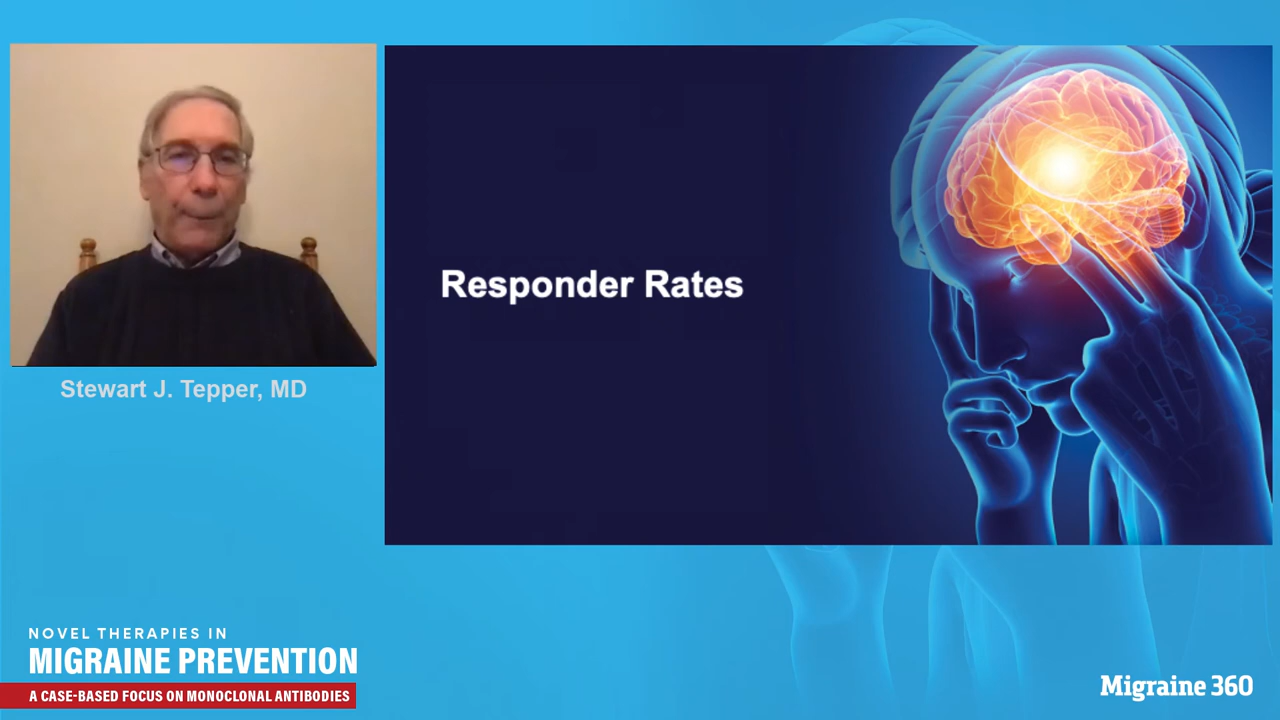 Responder Rates
Stewart J. Tepper, MD
NOVEL THERAPIES IN
MIGRAINE PREVENTION
A CASE-BASED FOCUS ON MONOCLONAL ANTIBODIES
Migraine 360